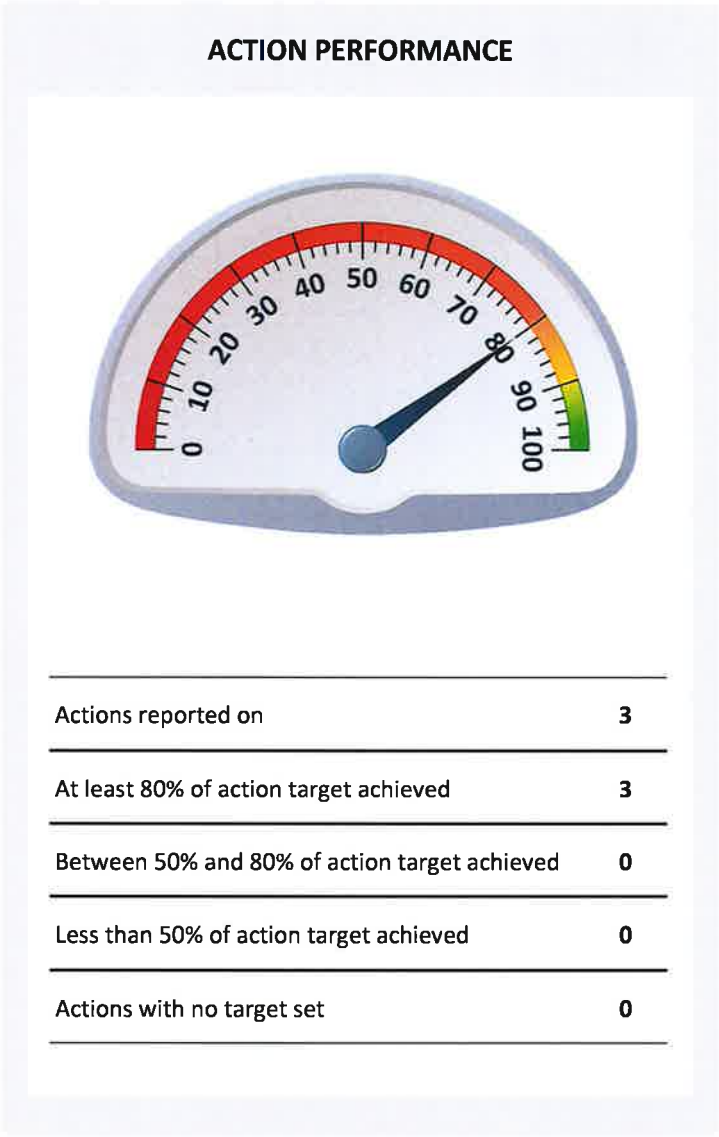 ACTION PERFORMANCE
0
10
20
30
40
50
60
70
80
90
100
Actions reported on 3
At least 80% of action target achieved 3
Between 50% and 80% of action target achieved 0
Less than 50% of action target achieved 0
Actions with no target set 0